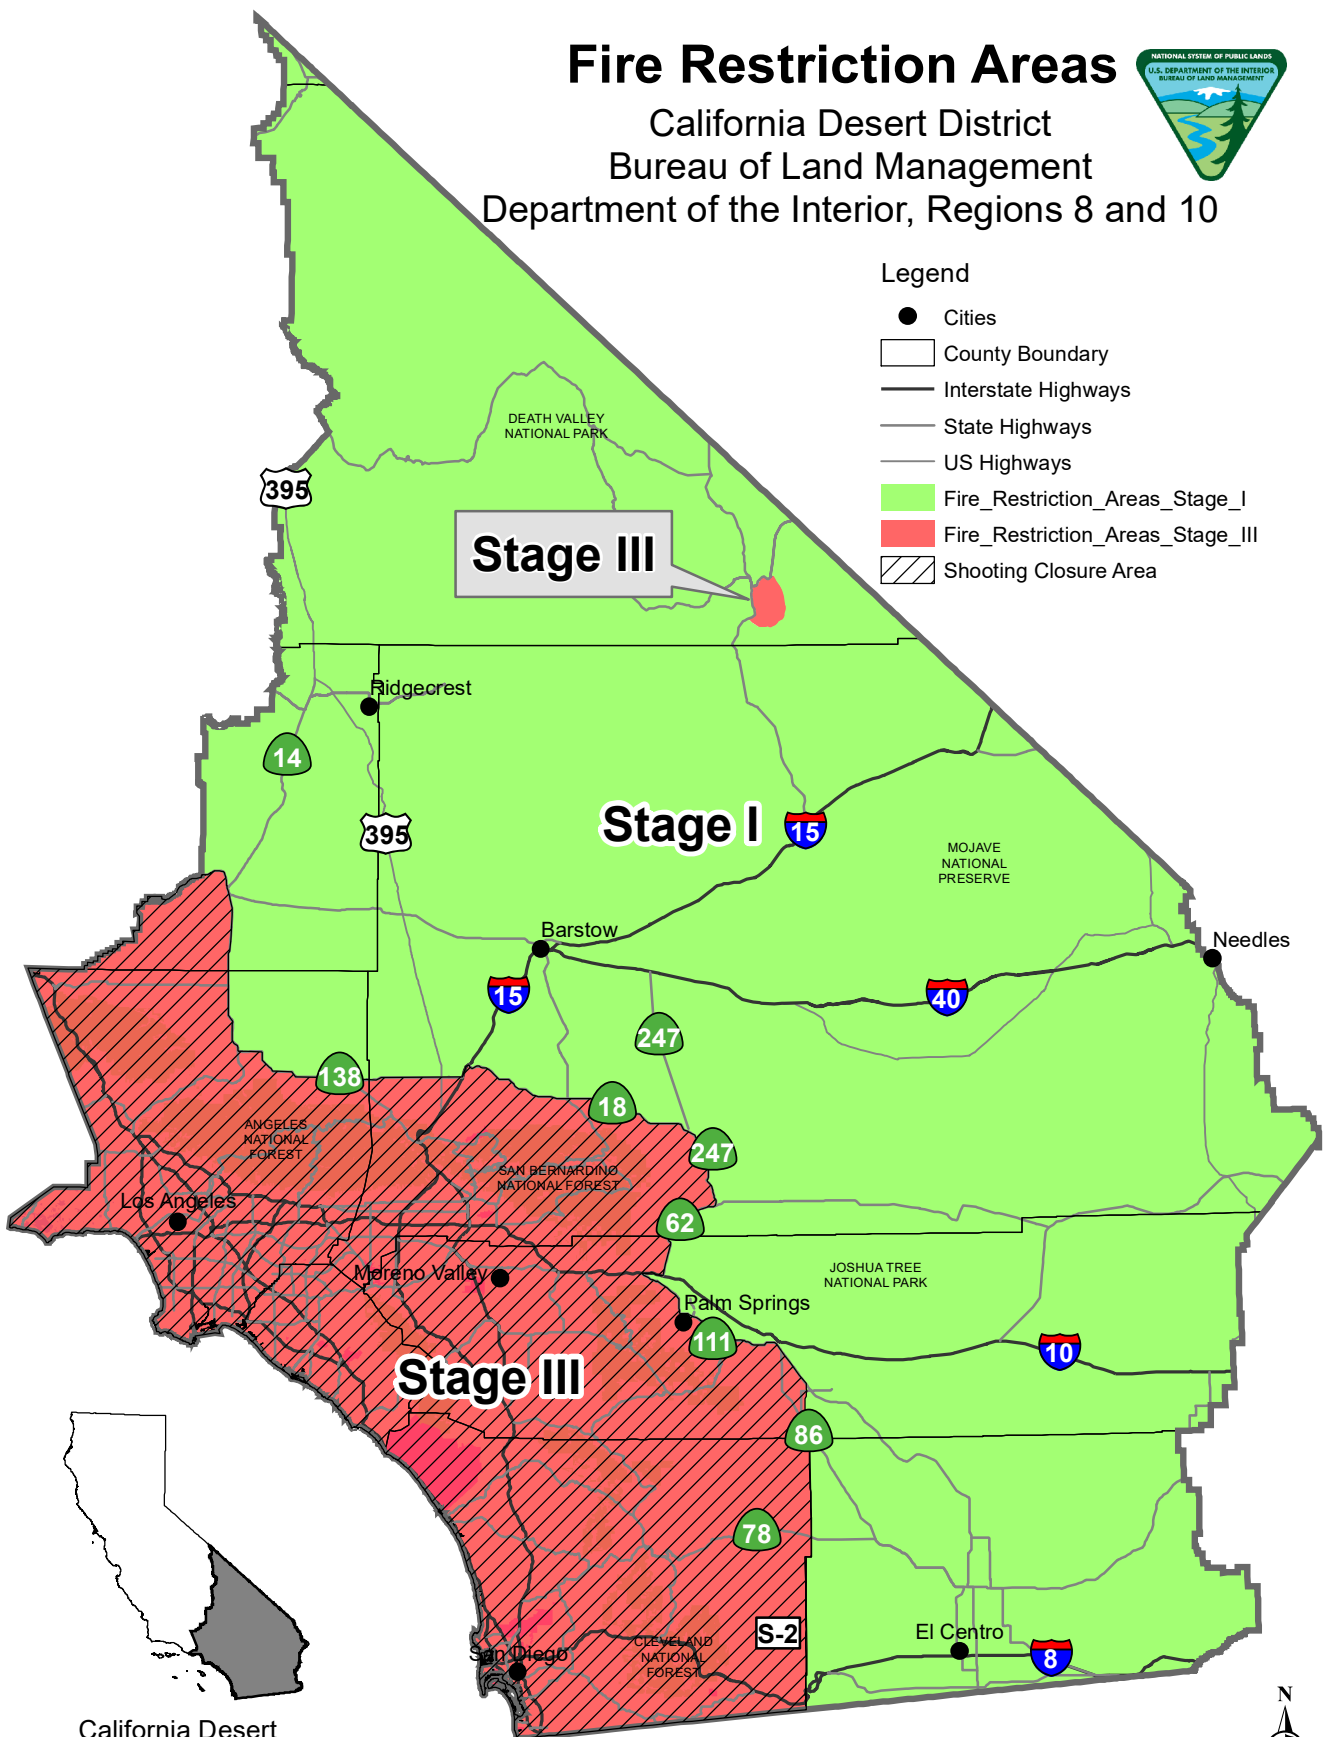 Fire Restriction Areas
NATIONAL SYSTEM OF PUBLIC LANDS
U.S. DEPARTMENT OF THE INTERIOR
BUREAU OF LAND MANAGEMENT
California Desert District
Bureau of Land Management
Department of the Interior, Regions 8 and 10
Legend
Cities
County Boundary
Interstate Highways
State Highways
US Highways
Fire_Restriction_Areas_Stage_I
Fire_Restriction_Areas_Stage_III
Shooting Closure Area
DEATH VALLEY
NATIONAL PARK
395
Stage III
Ridgecrest
14
395
Stage I
15
MOJAVE
NATIONAL
PRESERVE
Barstow
Needles
15
40
247
138
18
ANGELES
NATIONAL
FOREST
247
SAN BERNARDINO
NATIONAL FOREST
Los Angeles
62
Moreno Valley
JOSHUA TREE
NATIONAL PARK
Palm Springs
111
10
Stage III
86
78
S-2
El Centro
CLEVELAND
NATIONAL
FOREST
San Diego
8
N
California Desert